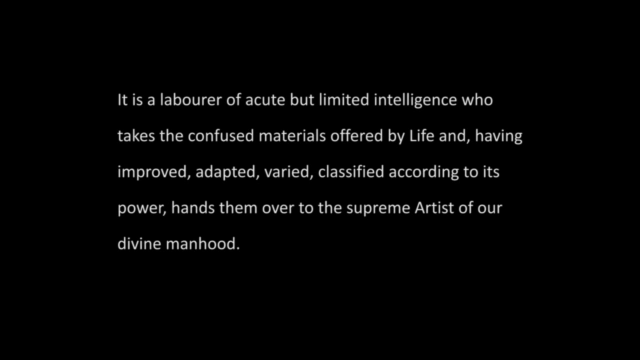 It is a labourer of acute but limited intelligence who
takes the confused materials offered by Life and, having
improved, adapted, varied, classified according to its
power, hands them over to the supreme Artist of our
divine manhood.